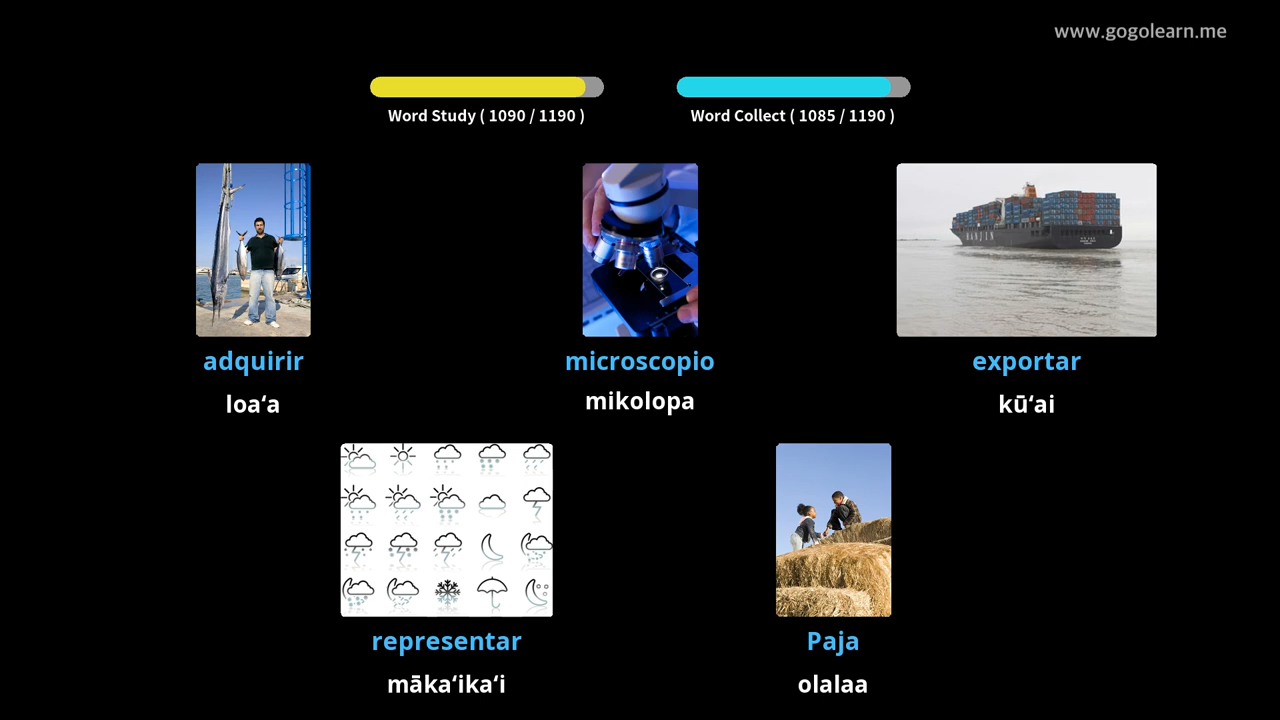 www.gogolearn.me
Word Study ( 1090 / 1190 )
Word Collect ( 1085 / 1190 )
HANJIN
adquirir
microscopio
exportar
loaʻa
mikolopa
kūʻai
representar
Paja
mākaʻikaʻi
olalaa